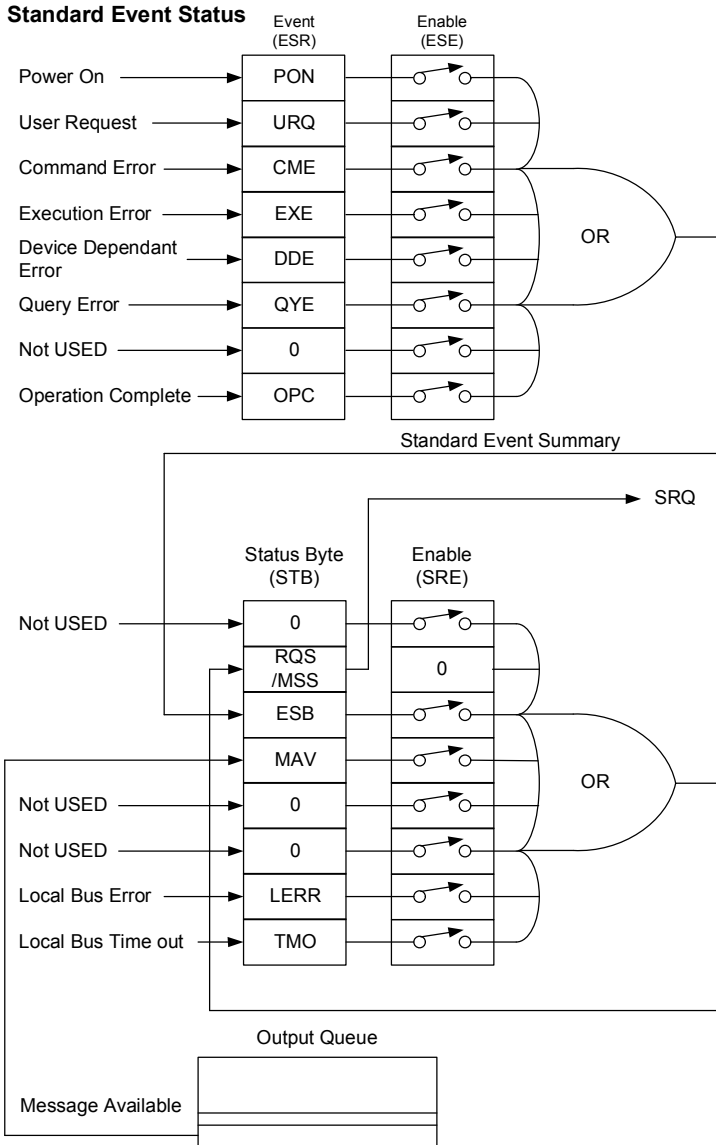 Standard Event Status
Event
(ESR)
Enable
(ESE)
Power On
PON
User Request
URQ
Command Error
CME
Execution Error
EXE
Device Dependant
Error
DDE
Query Error
QYE
Not USED
0
Operation Complete
OPC
OR
Standard Event Summary
SRQ
Status Byte
(STB)
Enable
(SRE)
Not USED
0
RQS
/MSS
0
ESB
MAV
Not USED
0
Not USED
0
Local Bus Error
LERR
Local Bus Time out
TMO
OR
Output Queue
Message Available